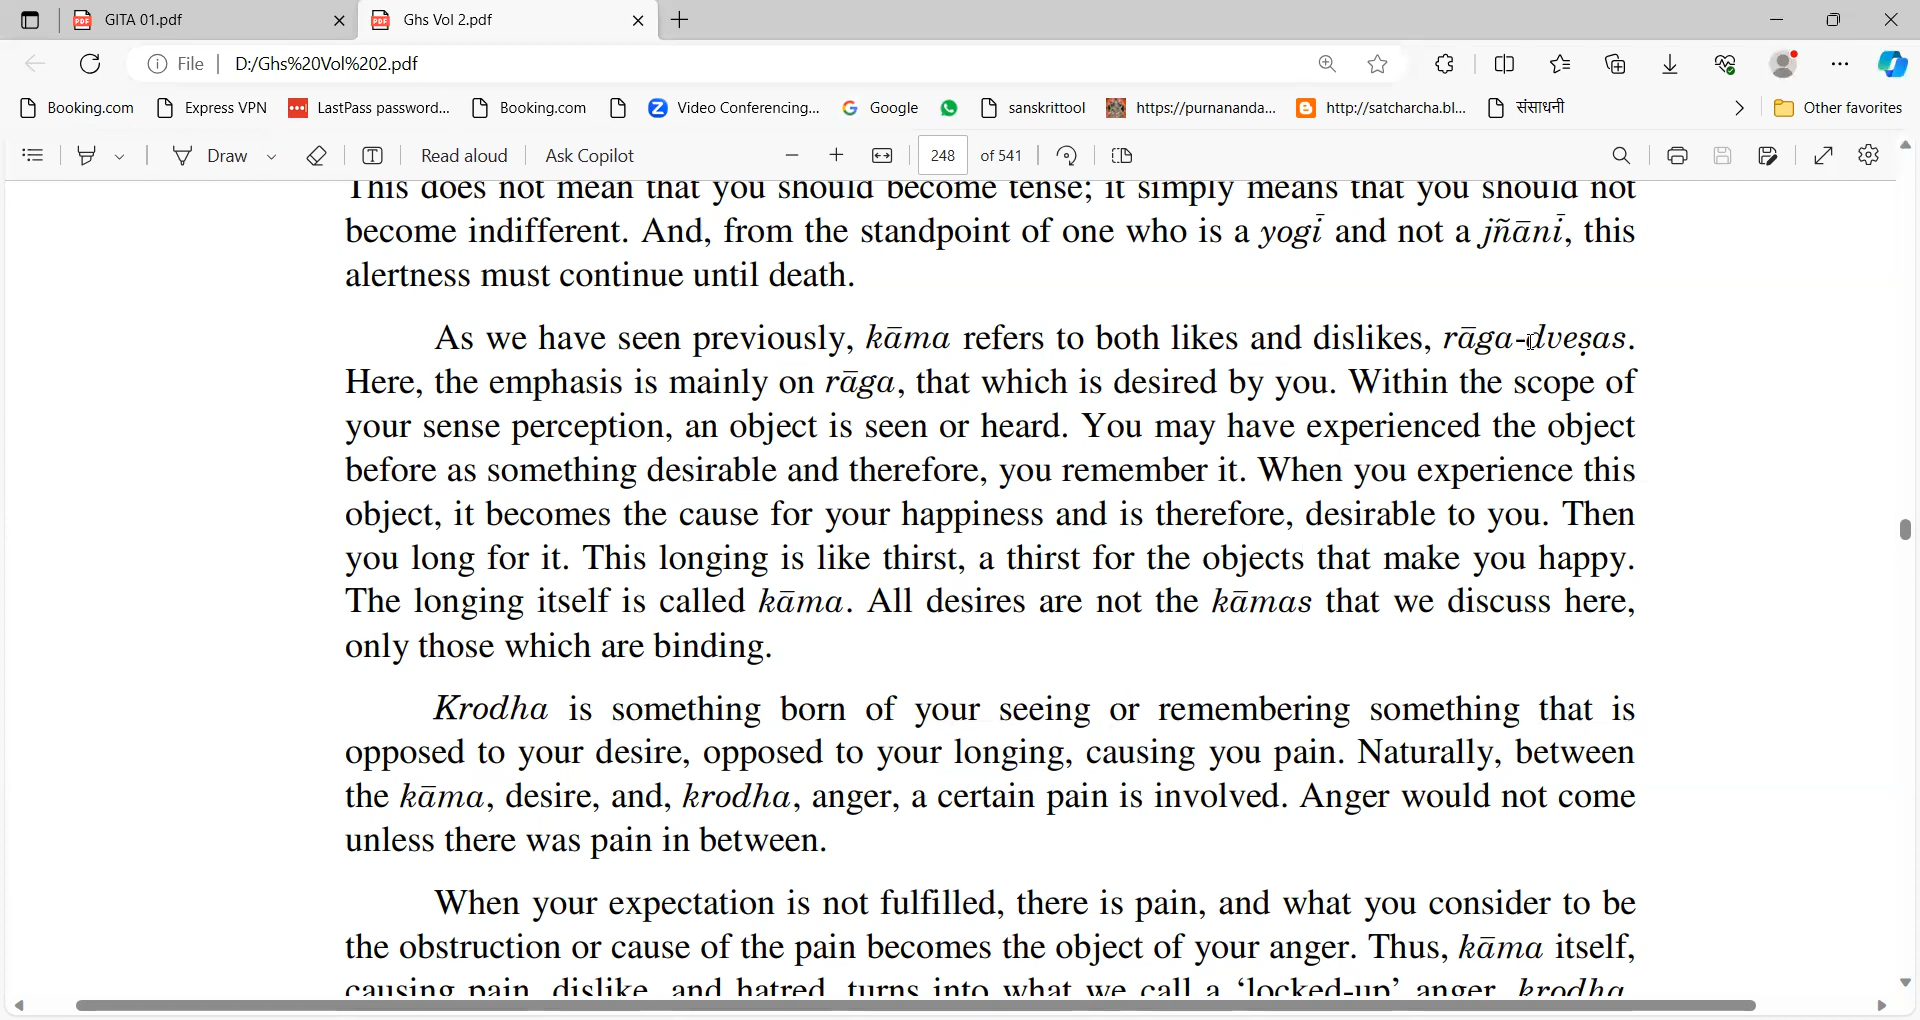 GITA 01.pdf
Ghs Vol 2.pdf
File | D:/Ghs%20Vol%202.pdf
Booking.com Express VPN LastPass password... Booking.com Video Conferencing... Google sanskrittool https://purnananda... http://satcharcha.bl... संसाधनी Other favorites
Draw Read aloud Ask Copilot 248 of 541
This does not mean that you should become tense; it simply means that you should not
become indifferent. And, from the standpoint of one who is a yogī and not a jñānī, this
alertness must continue until death.
As we have seen previously, kāma refers to both likes and dislikes, rāga-dveṣas.
Here, the emphasis is mainly on rāga, that which is desired by you. Within the scope of
your sense perception, an object is seen or heard. You may have experienced the object
before as something desirable and therefore, you remember it. When you experience this
object, it becomes the cause for your happiness and is therefore, desirable to you. Then
you long for it. This longing is like thirst, a thirst for the objects that make you happy.
The longing itself is called kāma. All desires are not the kāmas that we discuss here,
only those which are binding.
Krodha is something born of your seeing or remembering something that is
opposed to your desire, opposed to your longing, causing you pain. Naturally, between
the kāma, desire, and, krodha, anger, a certain pain is involved. Anger would not come
unless there was pain in between.
When your expectation is not fulfilled, there is pain, and what you consider to be
the obstruction or cause of the pain becomes the object of your anger. Thus, kāma itself,
causing pain, dislike, and hatred, turns into what we call a ‘locked-up’ anger, krodha